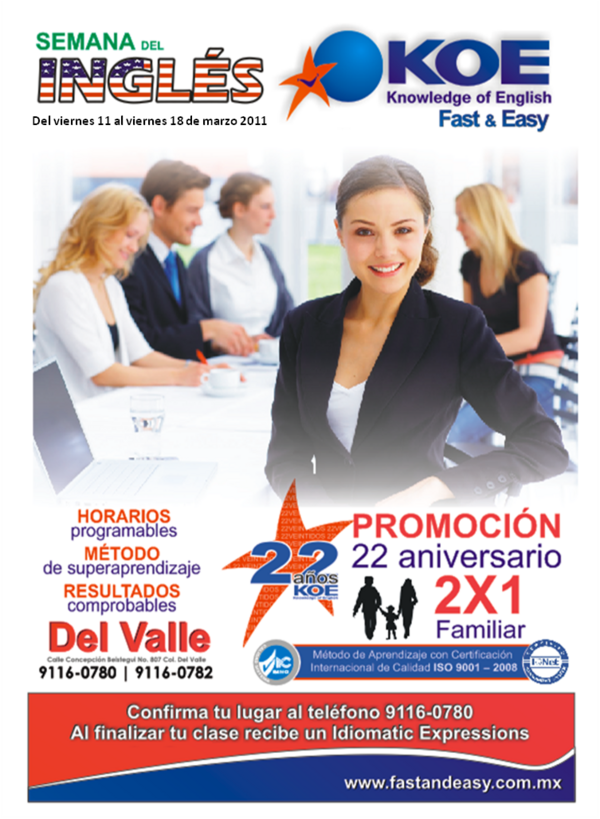 SEMANA DEL
INGLÉS
Del viernes 11 al viernes 18 de marzo 2011
KOE
Knowledge of English
Fast & Easy
HORARIOS
programables
MÉTODO
de superaprendizaje
RESULTADOS
comprobables
Del Valle
Calle Concepción Beistegui No. 807 Col. Del Valle
9116-0780 | 9116-0782
22
años
KOE
Knowledge of English
PROMOCIÓN
22 aniversario
2X1
Familiar
Método de Aprendizaje con Certificación
Internacional de Calidad ISO 9001 – 2008
IQNet
Confirma tu lugar al teléfono 9116-0780
Al finalizar tu clase recibe un Idiomatic Expressions
www.fastandeasy.com.mx